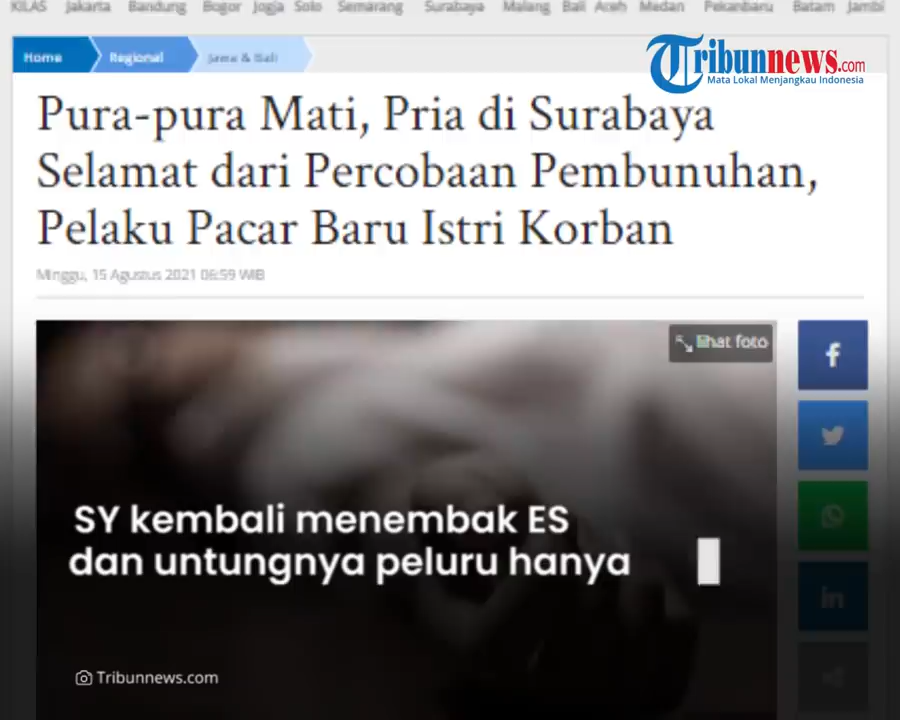 KILAS Jakarta Bandung Bogor Jogja Solo Semarang Surabaya Malang Bali Aceh Medan Pekanbaru Batam Jambi
Home Regional Jawa & Bali
Tribunnews.com
Mata Lokal Menjangkau Indonesia
Pura-pura Mati, Pria di Surabaya
Selamat dari Percobaan Pembunuhan,
Pelaku Pacar Baru Istri Korban
Minggu, 15 Agustus 2021 06:59 WIB
lihat foto
SY kembali menembak ES
dan untungnya peluru hanya
Tribunnews.com